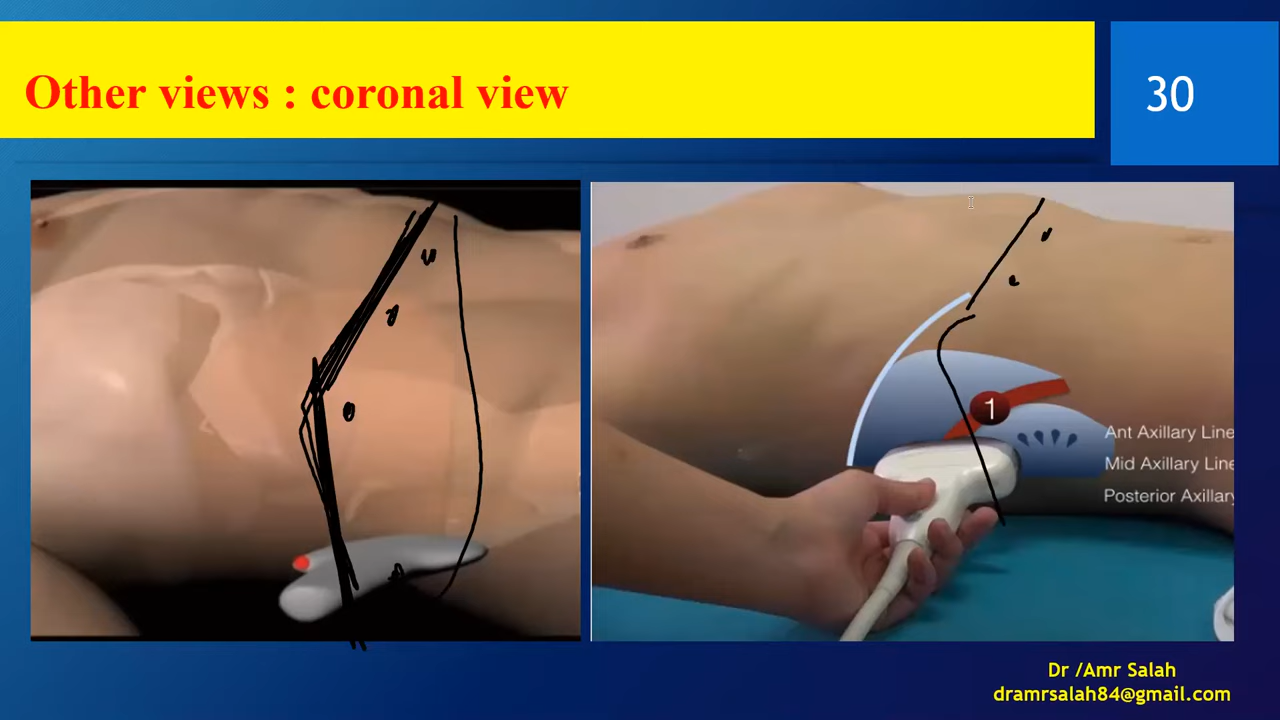 Other views : coronal view
30
1
Ant Axillary Line
Mid Axillary Line
Posterior Axillary
Dr /Amr Salah
dramrsalah84@gmail.com